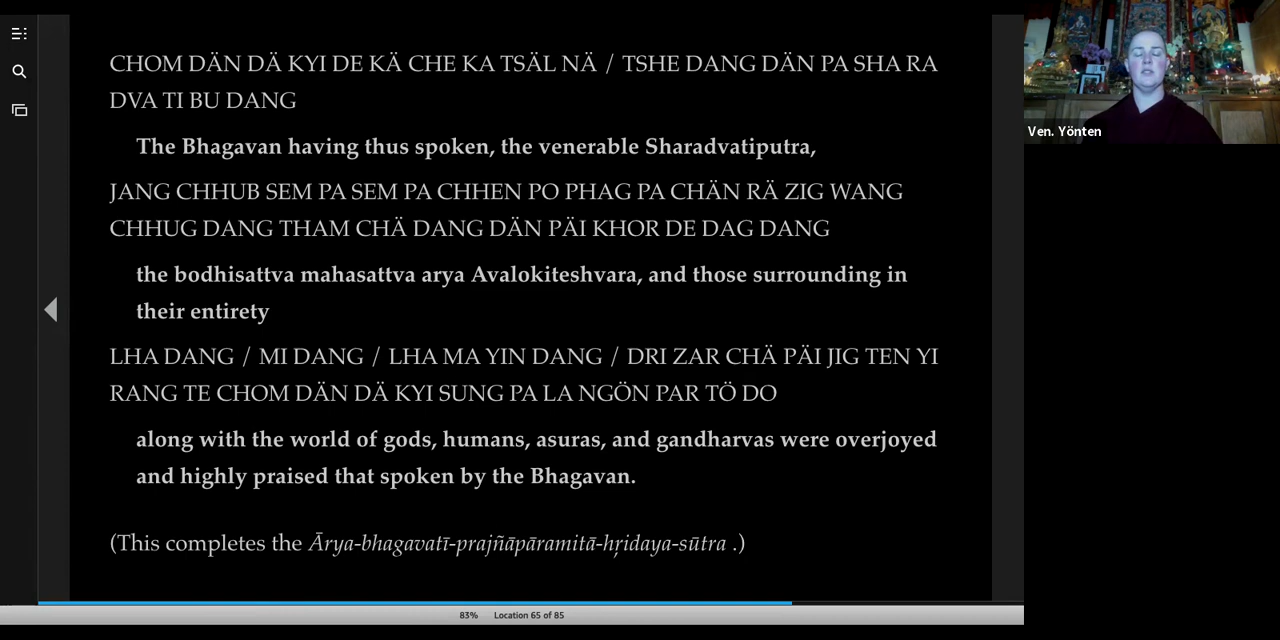 CHOM DÄN DÄ KYI DE KÄ CHE KA TSÄL NÄ / TSHE DANG DÄN PA SHA RA
DVA TI BU DANG
The Bhagavan having thus spoken, the venerable Sharadvatiputra,
JANG CHHUB SEM PA SEM PA CHHEN PO PHAG PA CHÄN RÄ ZIG WANG
CHHUG DANG THAM CHÄ DANG DÄN PÄI KHOR DE DAG DANG
the bodhisattva mahasattva arya Avalokiteshvara, and those surrounding in
their entirety
LHA DANG / MI DANG / LHA MA YIN DANG / DRI ZAR CHÄ PÄI JIG TEN YI
RANG TE CHOM DÄN DÄ KYI SUNG PA LA NGÖN PAR TÖ DO
along with the world of gods, humans, asuras, and gandharvas were overjoyed
and highly praised that spoken by the Bhagavan.
(This completes the Ārya-bhagavatī-prajñāpāramitā-hṛidaya-sūtra .)
83% Location 65 of 85
Ven. Yönten